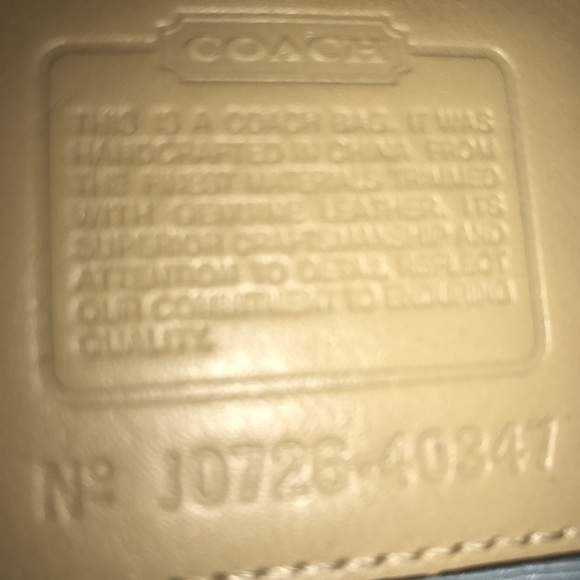 COACH
THIS IS A COACH BAG. IT WAS
HANDCRAFTED IN CHINA FROM
THE FINEST MATERIALS TRIMMED
WITH GENUINE LEATHER. ITS
SUPERIOR CRAFTSMANSHIP AND
ATTENTION TO DETAIL REFLECT
OUR COMMITMENT TO ENDURING
QUALITY.
Nº J0726-40347